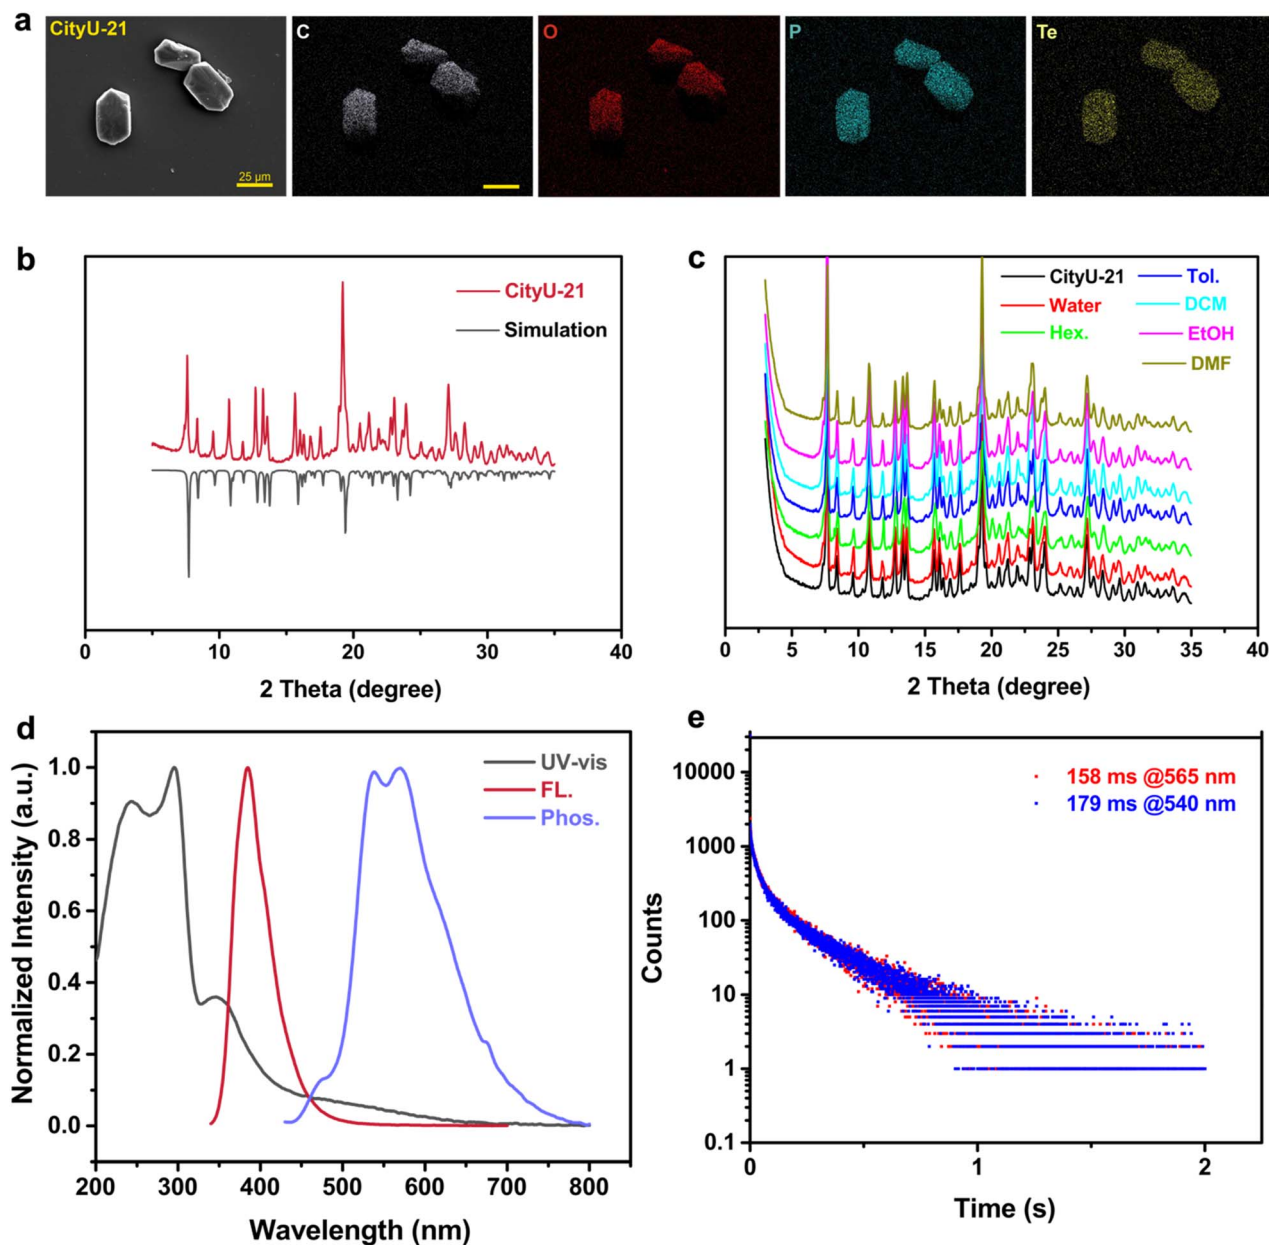 a
CityU-21
C
O
P
Te
25 μm
b
CityU-21
Simulation
0
10
20
30
40
2 Theta (degree)
c
CityU-21
Tol.
Water
DCM
Hex.
EtOH
DMF
0
5
10
15
20
25
30
35
40
2 Theta (degree)
d
UV-vis
FL.
Phos.
1.0
0.8
0.6
0.4
0.2
0.0
Normalized Intensity (a.u.)
200
300
400
500
600
700
800
Wavelength (nm)
e
158 ms @565 nm
179 ms @540 nm
10000
1000
100
10
1
0.1
Counts
0
1
2
Time (s)